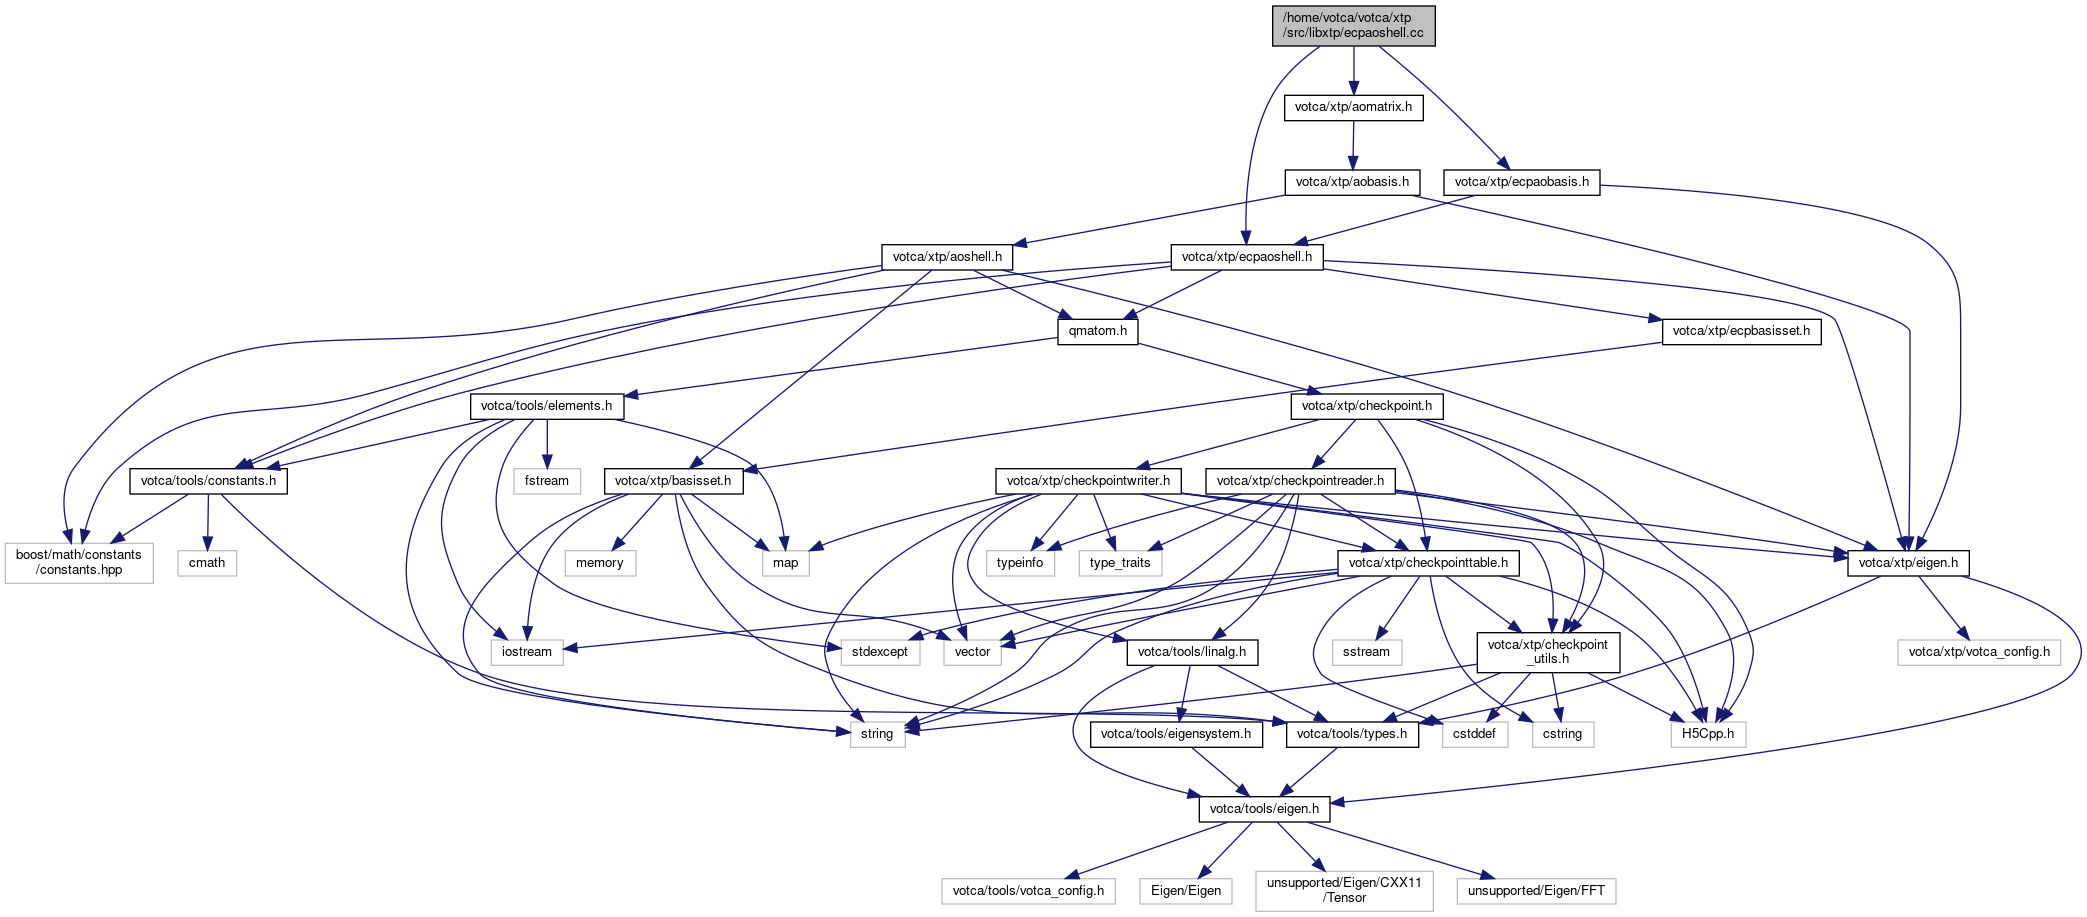 /home/votca/votca/xtp
/src/libxtp/ecpaoshell.cc
votca/xtp/aomatrix.h
votca/xtp/aobasis.h
votca/xtp/ecpaobasis.h
votca/xtp/aoshell.h
votca/xtp/ecpaoshell.h
qmatom.h
votca/xtp/ecpbasisset.h
votca/tools/elements.h
votca/xtp/checkpoint.h
votca/tools/constants.h
fstream
votca/xtp/basisset.h
votca/xtp/checkpointwriter.h
votca/xtp/checkpointreader.h
boost/math/constants
/constants.hpp
cmath
memory
map
typeinfo
type_traits
votca/xtp/checkpointtable.h
votca/xtp/eigen.h
iostream
stdexcept
vector
votca/tools/linalg.h
sstream
votca/xtp/checkpoint
_utils.h
votca/xtp/votca_config.h
string
votca/tools/eigensystem.h
votca/tools/types.h
cstddef
cstring
H5Cpp.h
votca/tools/eigen.h
votca/tools/votca_config.h
Eigen/Eigen
unsupported/Eigen/CXX11
/Tensor
unsupported/Eigen/FFT